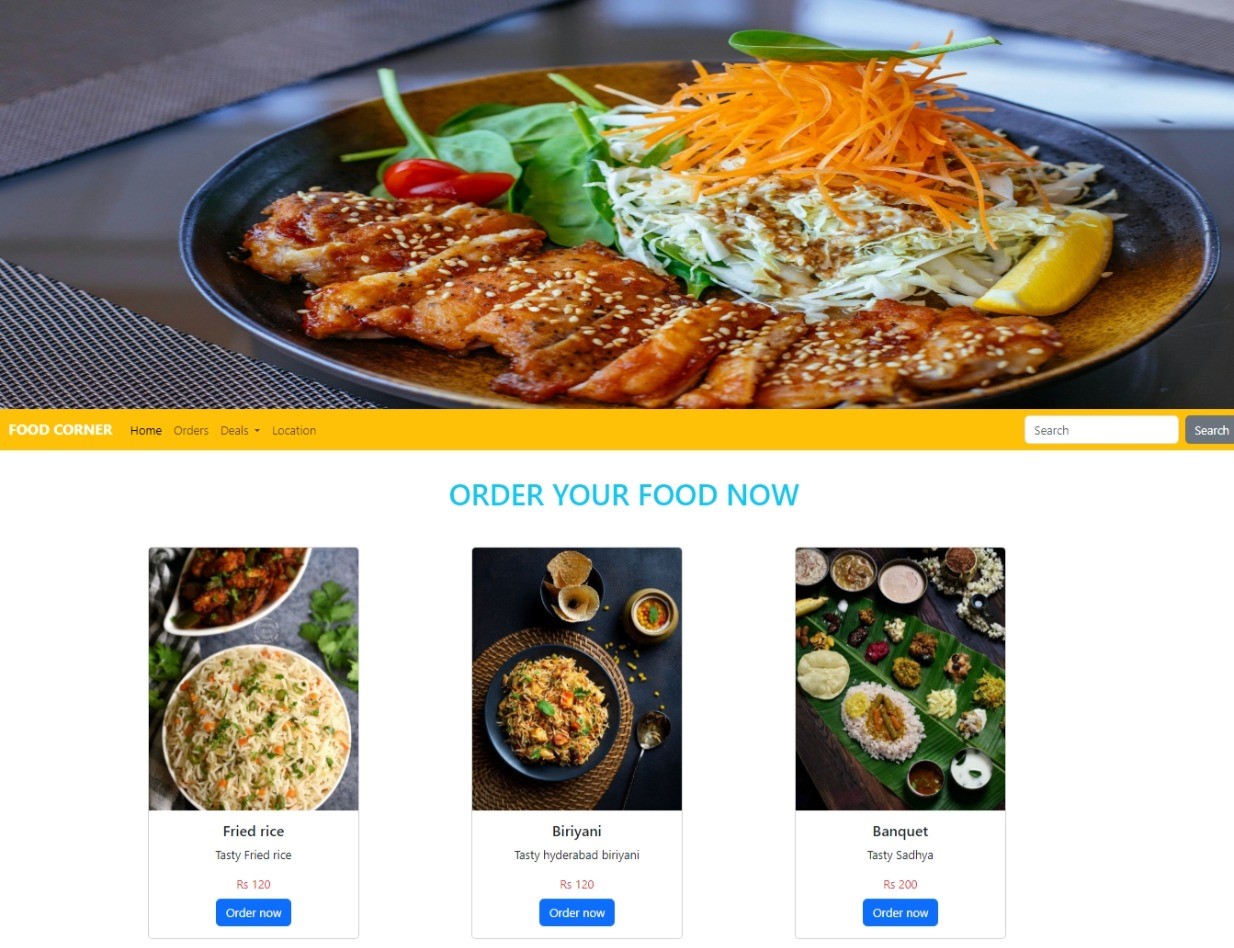 FOOD CORNER Home Orders Deals Location Search Search
ORDER YOUR FOOD NOW
Fried rice
Tasty Fried rice
Rs 120
Order now
Biriyani
Tasty hyderabad biriyani
Rs 120
Order now
Banquet
Tasty Sadhya
Rs 200
Order now